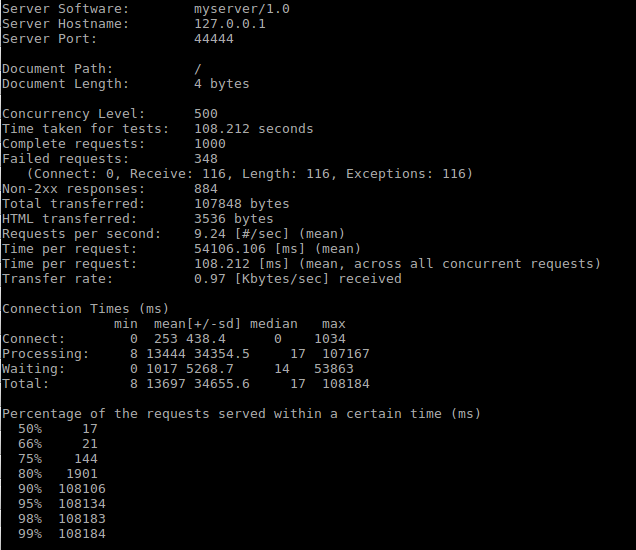 Server Software:        myserver/1.0
Server Hostname:        127.0.0.1
Server Port:            44444

Document Path:          /
Document Length:        4 bytes

Concurrency Level:      500
Time taken for tests:   108.212 seconds
Complete requests:      1000
Failed requests:        348
   (Connect: 0, Receive: 116, Length: 116, Exceptions: 116)
Non-2xx responses:      884
Total transferred:      107848 bytes
HTML transferred:       3536 bytes
Requests per second:    9.24 [#/sec] (mean)
Time per request:       54106.106 [ms] (mean)
Time per request:       108.212 [ms] (mean, across all concurrent requests)
Transfer rate:          0.97 [Kbytes/sec] received

Connection Times (ms)
              min  mean[+/-sd] median   max
Connect:        0  253 438.4      0    1034
Processing:     8 13444 34354.5     17  107167
Waiting:        0 1017 5268.7     14   53863
Total:          8 13697 34655.6     17  108184

Percentage of the requests served within a certain time (ms)
  50%     17
  66%     21
  75%    144
  80%   1901
  90%  108106
  95%  108134
  98%  108183
  99%  108184